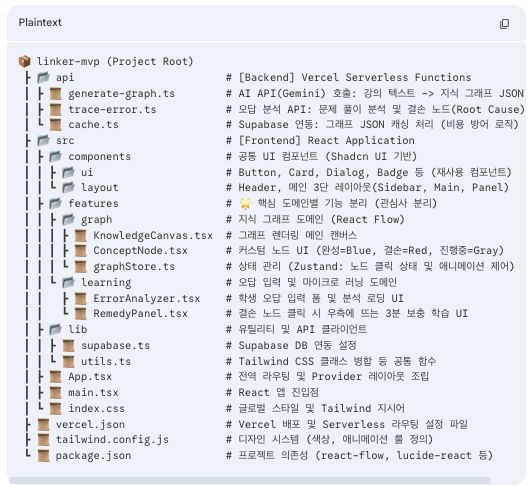 Plaintext
📦 linker-mvp (Project Root)
┣ 📂 api # [Backend] Vercel Serverless Functions
┃ ┣ 📜 generate-graph.ts # AI API(Gemini) 호출: 강의 텍스트 -> 지식 그래프 JSON
┃ ┣ 📜 trace-error.ts # 오답 분석 API: 문제 풀이 분석 및 결손 노드(Root Cause)
┃ ┗ 📜 cache.ts # Supabase 연동: 그래프 JSON 캐싱 처리 (비용 방어 로직)
┣ 📂 src # [Frontend] React Application
┃ ┣ 📂 components # 공통 UI 컴포넌트 (Shadcn UI 기반)
┃ ┃ ┣ 📂 ui # Button, Card, Dialog, Badge 등 (재사용 컴포넌트)
┃ ┃ ┗ 📂 layout # Header, 메인 3단 레이아웃(Sidebar, Main, Panel)
┃ ┣ 📂 features # 🌟 핵심 도메인별 기능 분리 (관심사 분리)
┃ ┃ ┣ 📂 graph # 지식 그래프 도메인 (React Flow)
┃ ┃ ┃ ┣ 📜 KnowledgeCanvas.tsx # 그래프 렌더링 메인 캔버스
┃ ┃ ┃ ┣ 📜 ConceptNode.tsx # 커스텀 노드 UI (완성=Blue, 결손=Red, 진행중=Gray)
┃ ┃ ┃ ┗ 📜 graphStore.ts # 상태 관리 (Zustand: 노드 클릭 상태 및 애니메이션 제어)
┃ ┃ ┗ 📂 learning # 오답 입력 및 마이크로 러닝 도메인
┃ ┃   ┣ 📜 ErrorAnalyzer.tsx # 학생 오답 입력 폼 및 분석 로딩 UI
┃ ┃   ┗ 📜 RemedyPanel.tsx # 결손 노드 클릭 시 우측에 뜨는 3분 보충 학습 UI
┃ ┣ 📂 lib # 유틸리티 및 API 클라이언트
┃ ┃ ┣ 📜 supabase.ts # Supabase DB 연동 설정
┃ ┃ ┗ 📜 utils.ts # Tailwind CSS 클래스 병합 등 공통 함수
┃ ┣ 📜 App.tsx # 전역 라우팅 및 Provider 레이아웃 조립
┃ ┣ 📜 main.tsx # React 앱 진입점
┃ ┗ 📜 index.css # 글로벌 스타일 및 Tailwind 지시어
┣ 📜 vercel.json # Vercel 배포 및 Serverless 라우팅 설정 파일
┣ 📜 tailwind.config.js # 디자인 시스템 (색상, 애니메이션 룰 정의)
┗ 📜 package.json # 프로젝트 의존성 (react-flow, lucide-react 등)